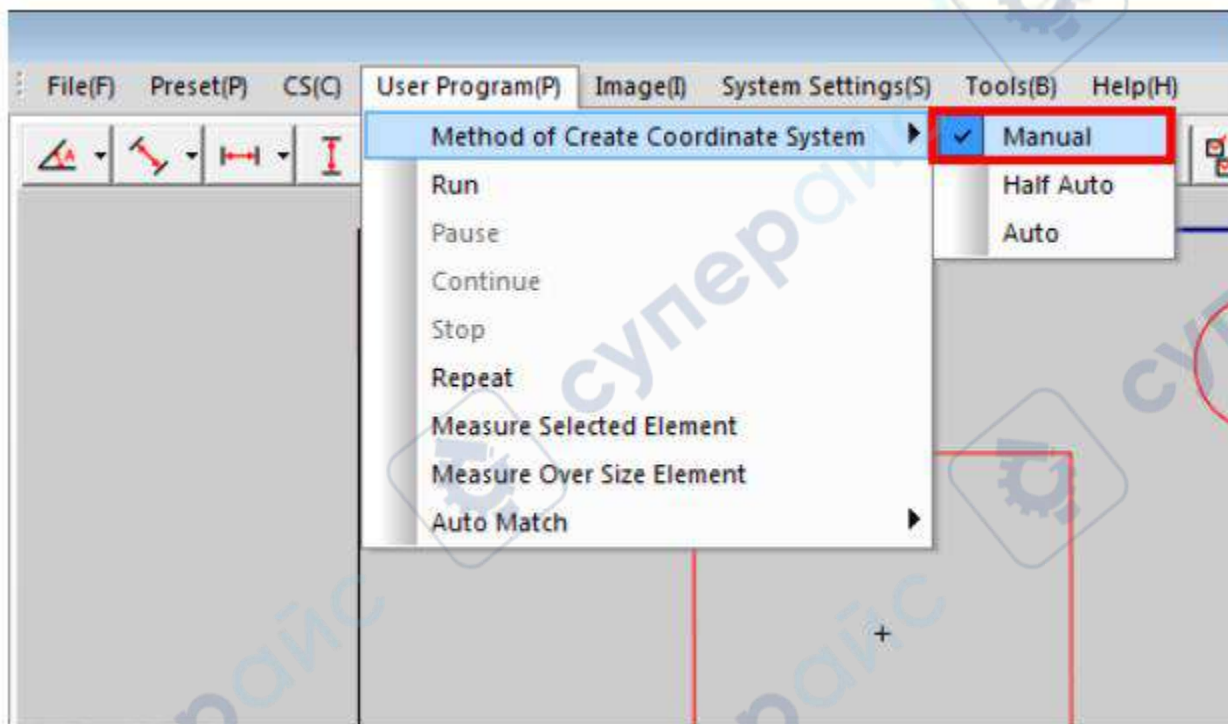 File(F) Preset(P) CS(C) User Program(P) Image(I) System Settings(S) Tools(B) Help(H)
Method of Create Coordinate System
Manual
Run
Half Auto
Pause
Auto
Continue
Stop
Repeat
Measure Selected Element
Measure Over Size Element
Auto Match
суперайс